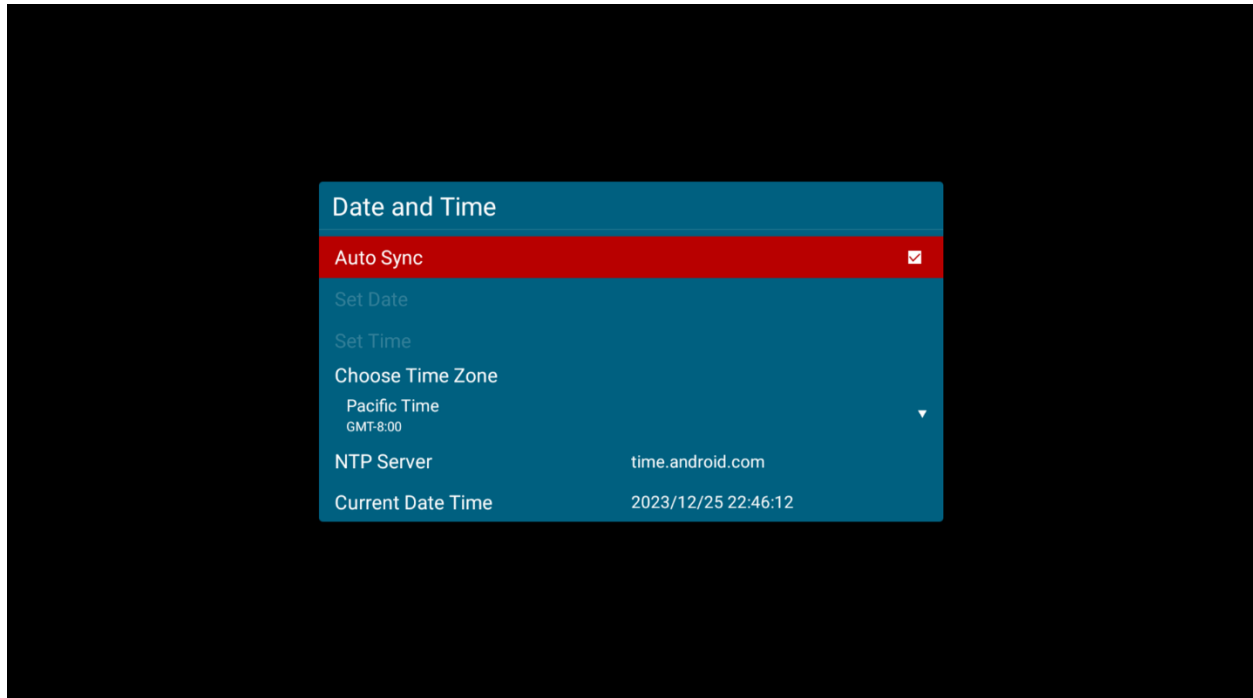 Date and Time
Auto Sync
Set Date
Set Time
Choose Time Zone
Pacific Time
GMT-8:00
NTP Server time.android.com
Current Date Time 2023/12/25 22:46:12